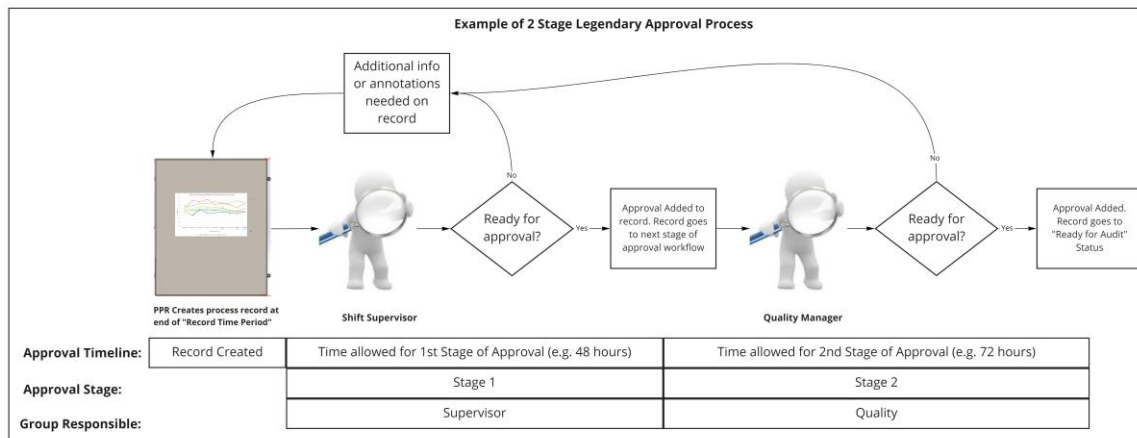 Example of 2 Stage Legendary Approval Process
Additional info
or annotations
needed on
record
No
No
Ready for
approval?
Yes
Approval Added to
record. Record goes
to next stage of
approval workflow
Ready for
approval?
Yes
Approval Added.
Record goes to
"Ready for Audit"
Status
PPR Creates process record at
end of "Record Time Period"
Shift Supervisor
Quality Manager
Approval Timeline:
Record Created
Time allowed for 1st Stage of Approval (e.g. 48 hours)
Time allowed for 2nd Stage of Approval (e.g. 72 hours)
Approval Stage:
Stage 1
Stage 2
Group Responsible:
Supervisor
Quality